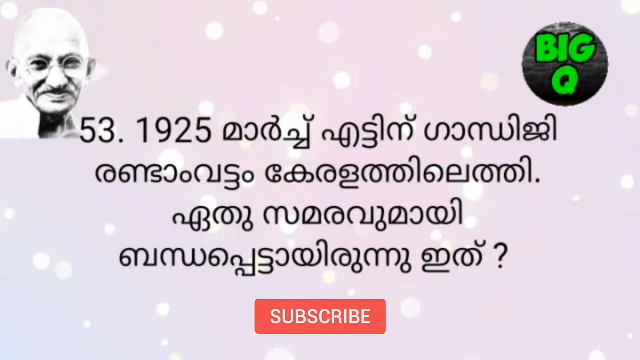 BIG
Q
53. 1925 മാർച്ച് എട്ടിന് ഗാന്ധിജി
രണ്ടാംവട്ടം കേരളത്തിലെത്തി.
ഏതു സമരവുമായി
ബന്ധപ്പെട്ടായിരുന്നു ഇത് ?
SUBSCRIBE